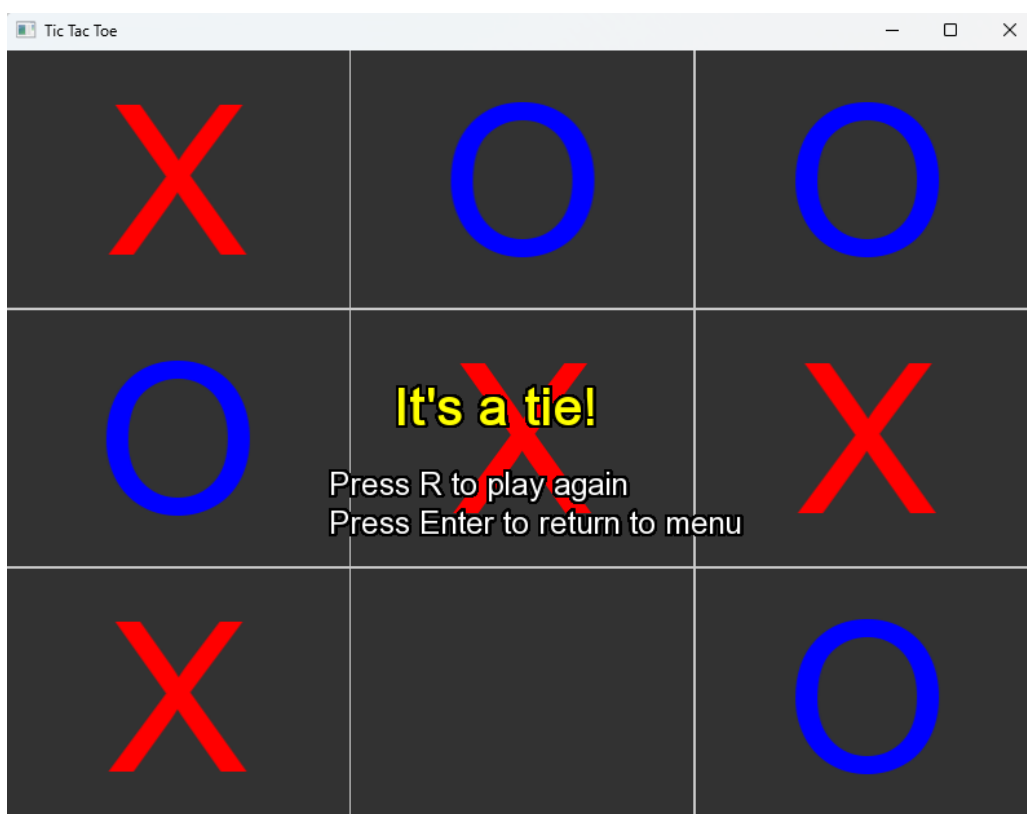 Tic Tac Toe
X O O
O X X
It's a tie!
Press R to play again
Press Enter to return to menu
X O